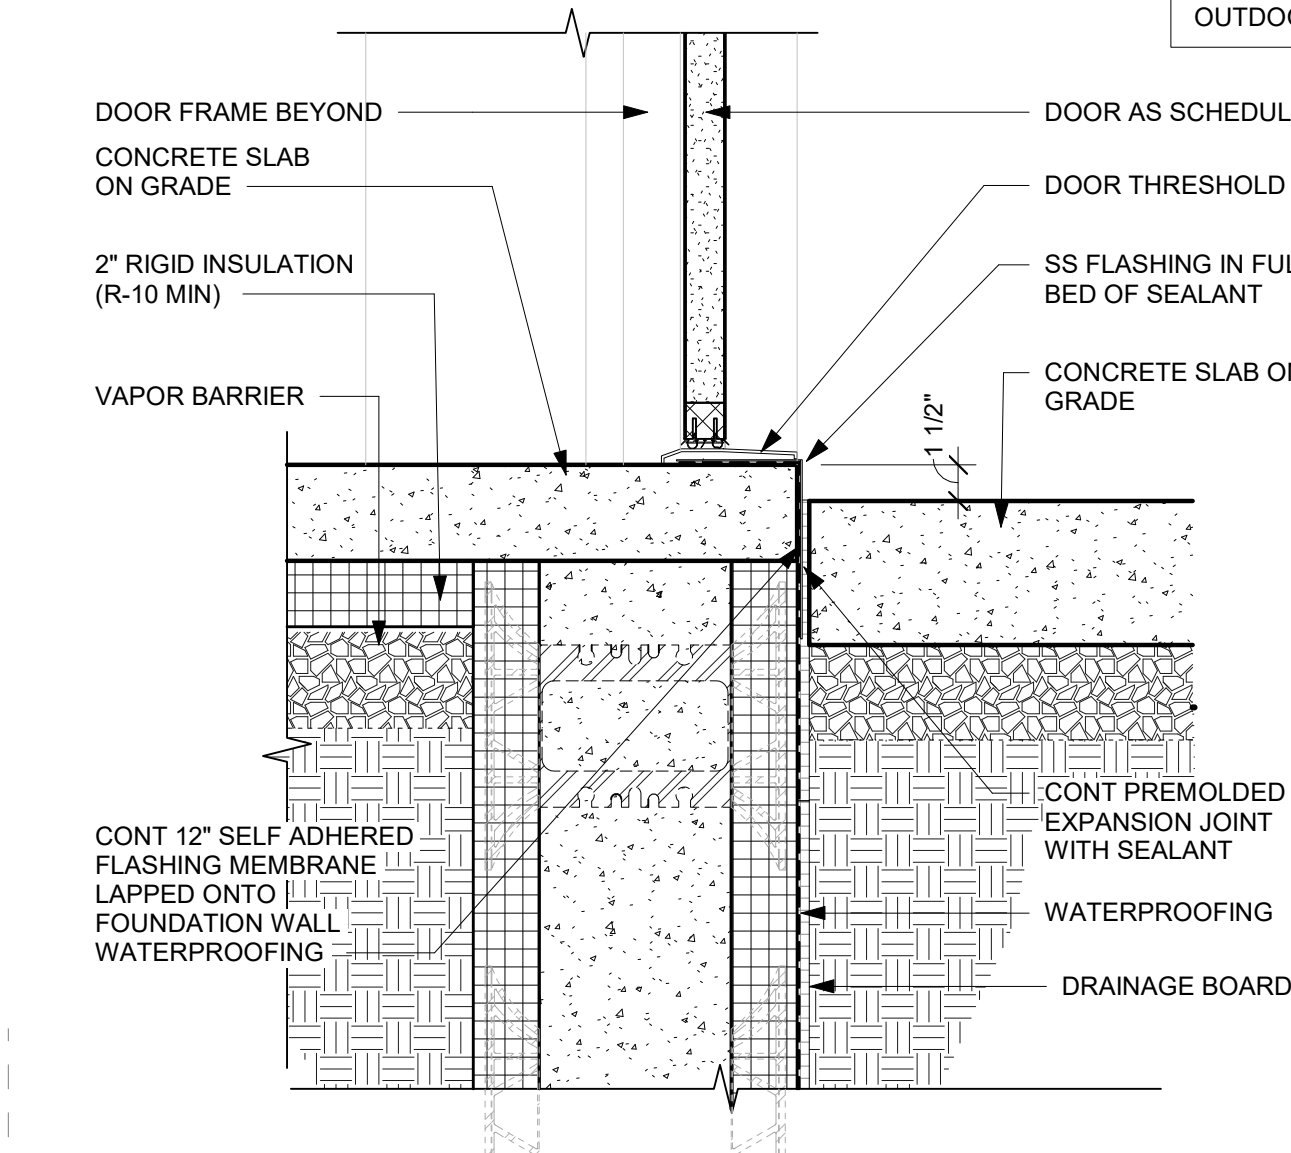 DOOR FRAME BEYOND
CONCRETE SLAB
ON GRADE
2" RIGID INSULATION
(R-10 MIN)
VAPOR BARRIER
CONT 12" SELF ADHERED
FLASHING MEMBRANE
LAPPED ONTO
FOUNDATION WALL
WATERPROOFING
DOOR AS SCHEDUL
DOOR THRESHOLD
SS FLASHING IN FUL
BED OF SEALANT
CONCRETE SLAB ON
GRADE
1 1/2"
CONT PREMOLDED
EXPANSION JOINT
WITH SEALANT
WATERPROOFING
DRAINAGE BOARD